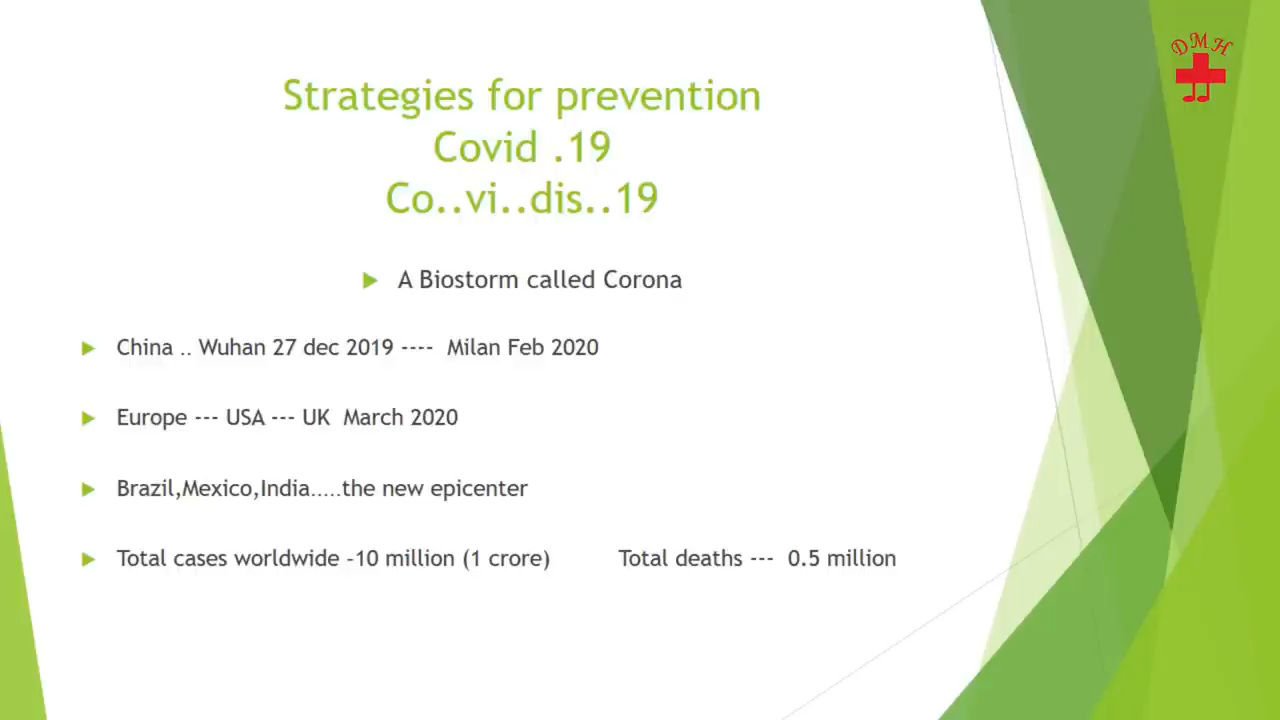 DMH
Strategies for prevention
Covid .19
Co..vi..dis..19
A Biostorm called Corona
China .. Wuhan 27 dec 2019 ---- Milan Feb 2020
Europe --- USA --- UK March 2020
Brazil,Mexico,India.....the new epicenter
Total cases worldwide -10 million (1 crore) Total deaths --- 0.5 million